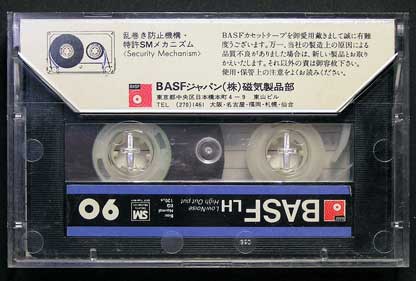 乱巻き防止機構・
特許SMメカニズム
〈Security Mechanism〉
BASFカセットテープを御愛用戴きまして誠に有難
度うございます。万一、当社の製造上の原因による
品質不良がありました場合は、新しい製品とお取り
かえいたします。それ以外の責は御容赦下さい。
使用・保管上の注意をよくお読みください。
BASF
BASFジャパン(株)磁気製品部
東京都中央区日本橋本町4－9 東山ビル
TEL (270)1461 大阪・名古屋・福岡・札幌・仙台
BASF LH
LowNoise
High Output
SM
90